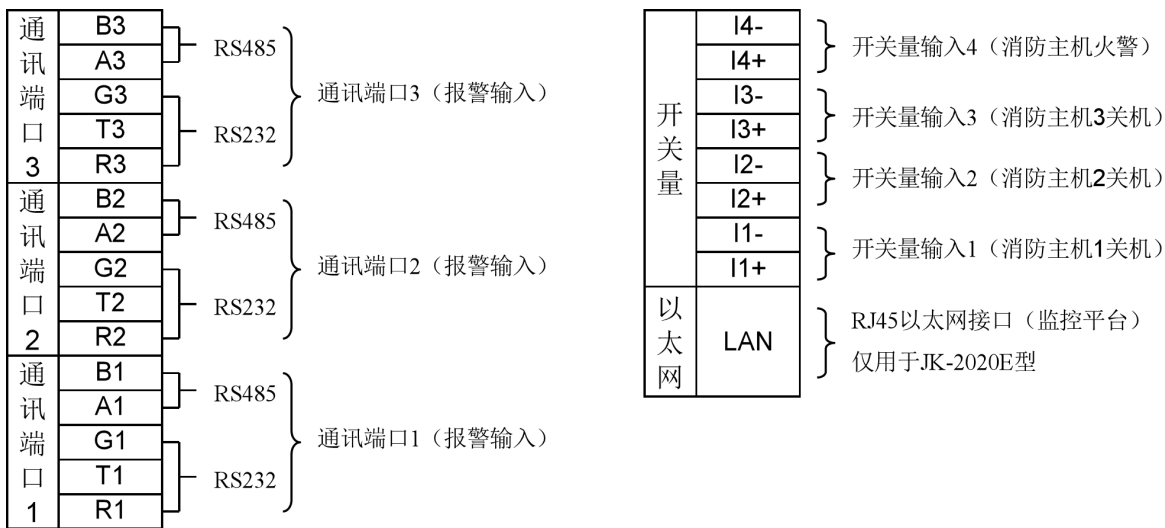 通讯端口3
B3
A3
G3
T3
R3
RS485
RS232
通讯端口3（报警输入）
通讯端口2
B2
A2
G2
T2
R2
RS485
RS232
通讯端口2（报警输入）
通讯端口1
B1
A1
G1
T1
R1
RS485
RS232
通讯端口1（报警输入）
开关量
I4-
I4+
开关量输入4（消防主机火警）
I3-
I3+
开关量输入3（消防主机3关机）
I2-
I2+
开关量输入2（消防主机2关机）
I1-
I1+
开关量输入1（消防主机1关机）
以太网
LAN
RJ45以太网接口（监控平台）
仅用于JK-2020E型